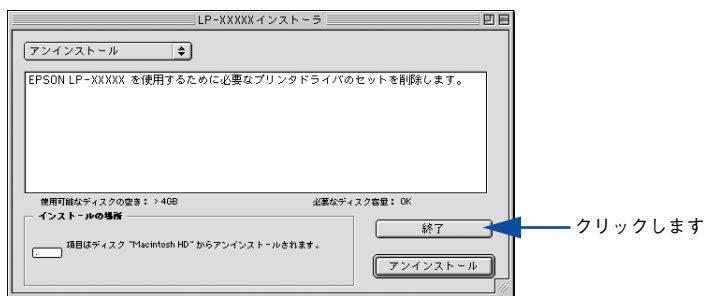 LP-XXXXXインストーラ
アンインストール
EPSON LP-XXXXX を使用するために必要なプリンタドライバのセットを削除します。
使用可能なディスクの空き： > 4GB 必要なディスク容量： OK
インストールの場所
項目はディスク "Macintosh HD" からアンインストールされます。
終了
クリックします
アンインストール